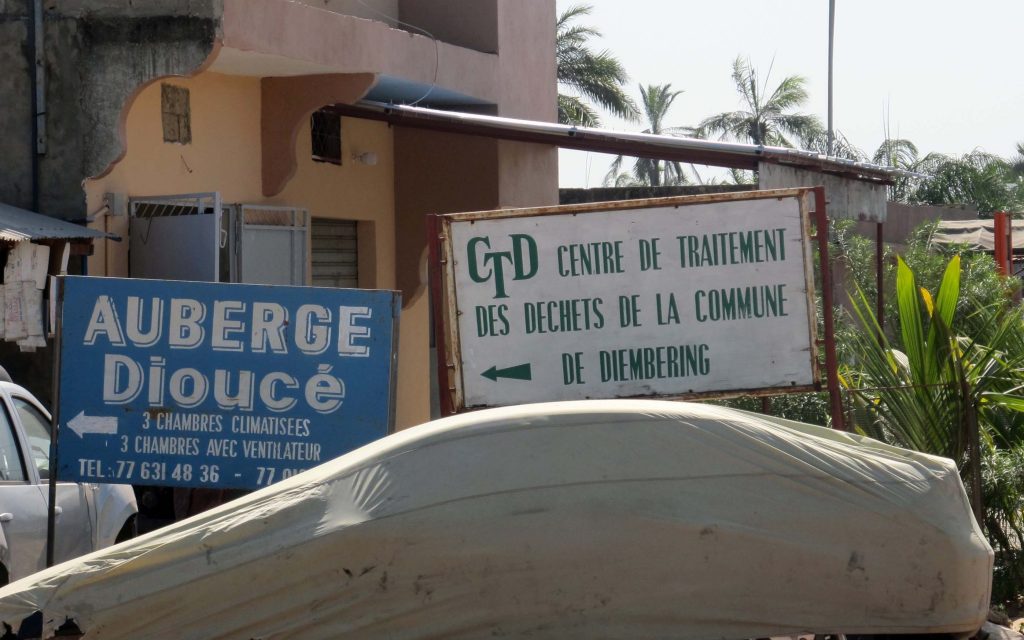 AUBERGE
Dioucé
3 CHAMBRES CLIMATISEES
3 CHAMBRES AVEC VENTILATEUR
TEL.: 77 631 48 36 - 77
CTD CENTRE DE TRAITEMENT
DES DECHETS DE LA COMMUNE
DE DIEMBERING